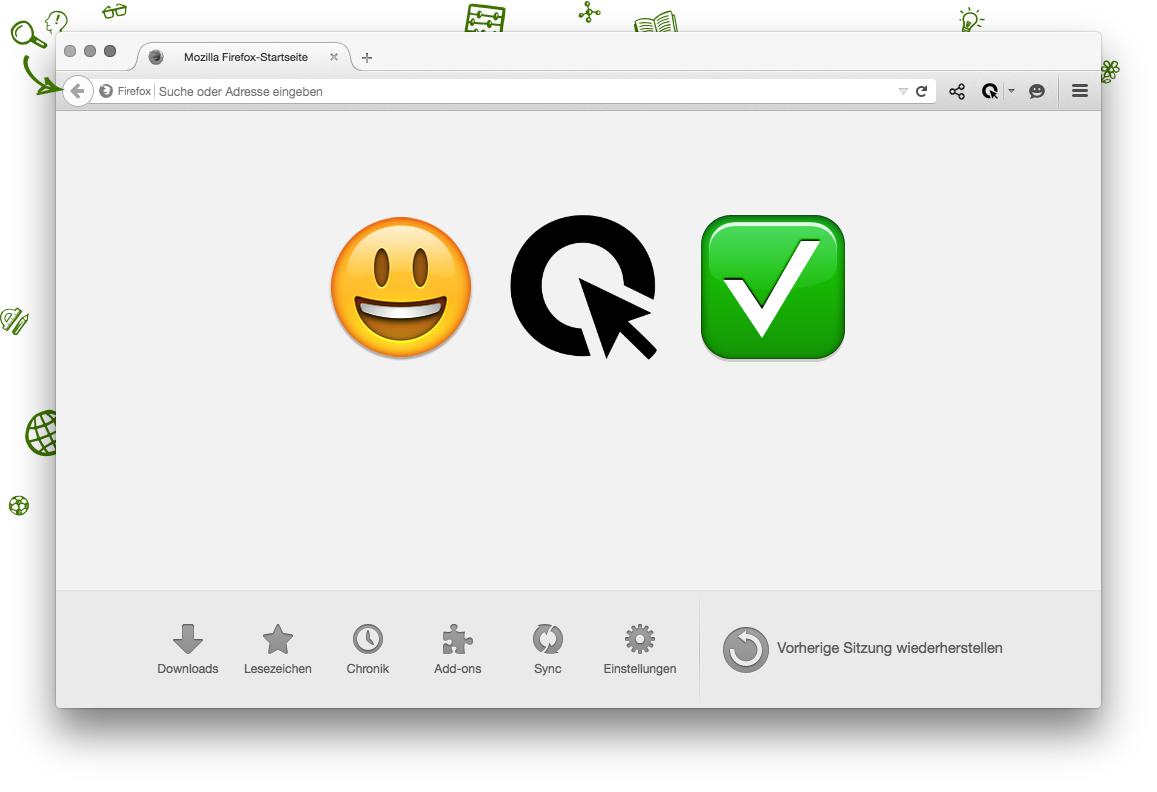 Mozilla Firefox-Startseite
Firefox
Suche oder Adresse eingeben
Downloads
Lesezeichen
Chronik
Add-ons
Sync
Einstellungen
Vorherige Sitzung wiederherstellen